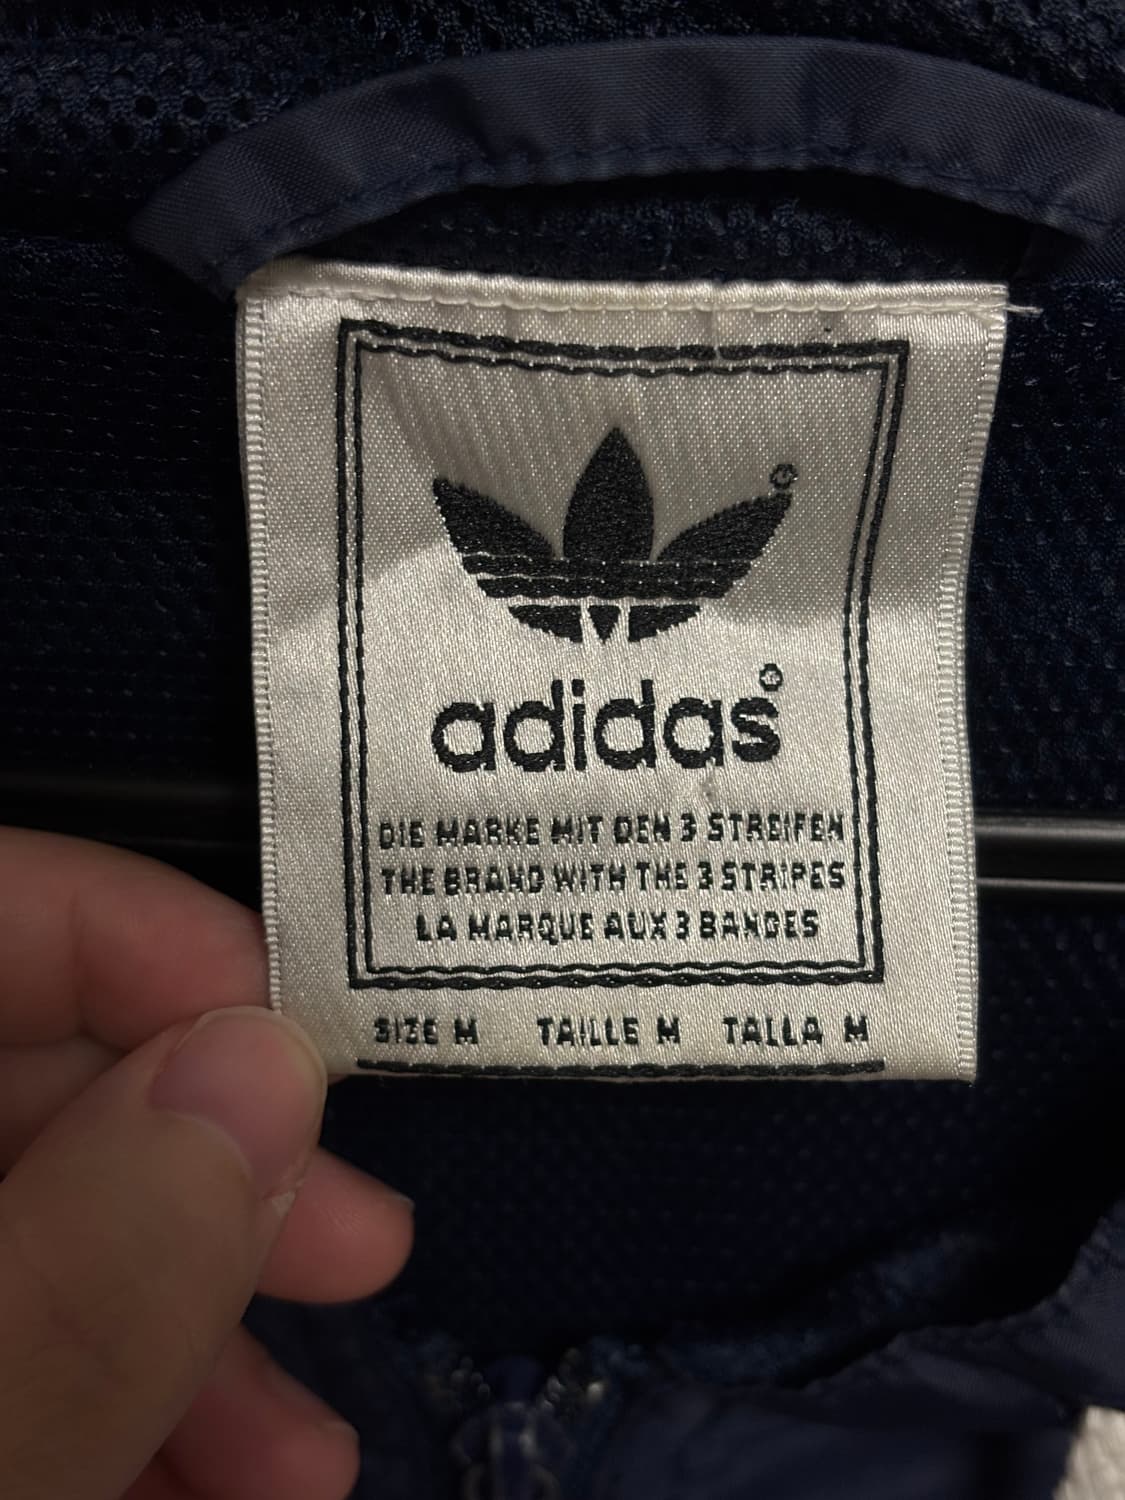 adidas®
DIE MARKE MIT DEN 3 STREIFEN
THE BRAND WITH THE 3 STRIPES
LA MARQUE AUX 3 BANDES
SIZE M TAILLE M TALLA M